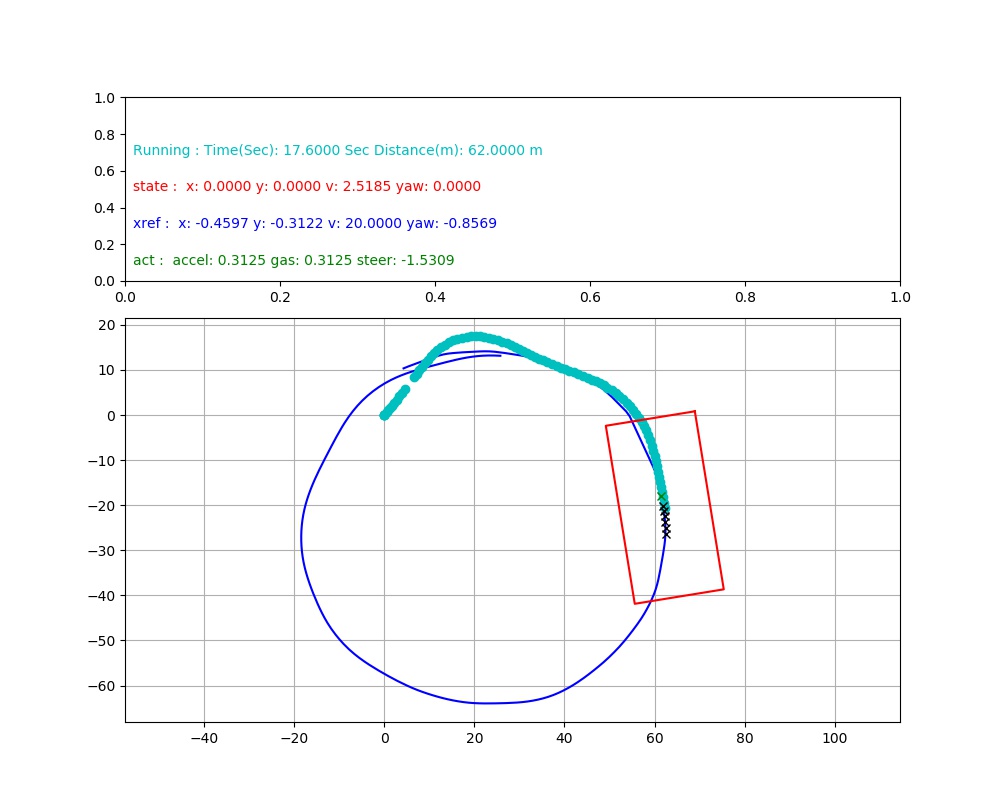 1.0
0.8
Running : Time(Sec): 17.6000 Sec Distance(m): 62.0000 m
0.6
state :  x: 0.0000 y: 0.0000 v: 2.5185 yaw: 0.0000
0.4
xref :  x: -0.4597 y: -0.3122 v: 20.0000 yaw: -0.8569
0.2
act :  accel: 0.3125 gas: 0.3125 steer: -1.5309
0.0
0.0 0.2 0.4 0.6 0.8 1.0
20
10
0
−10
−20
−30
−40
−50
−60
−40 −20 0 20 40 60 80 100